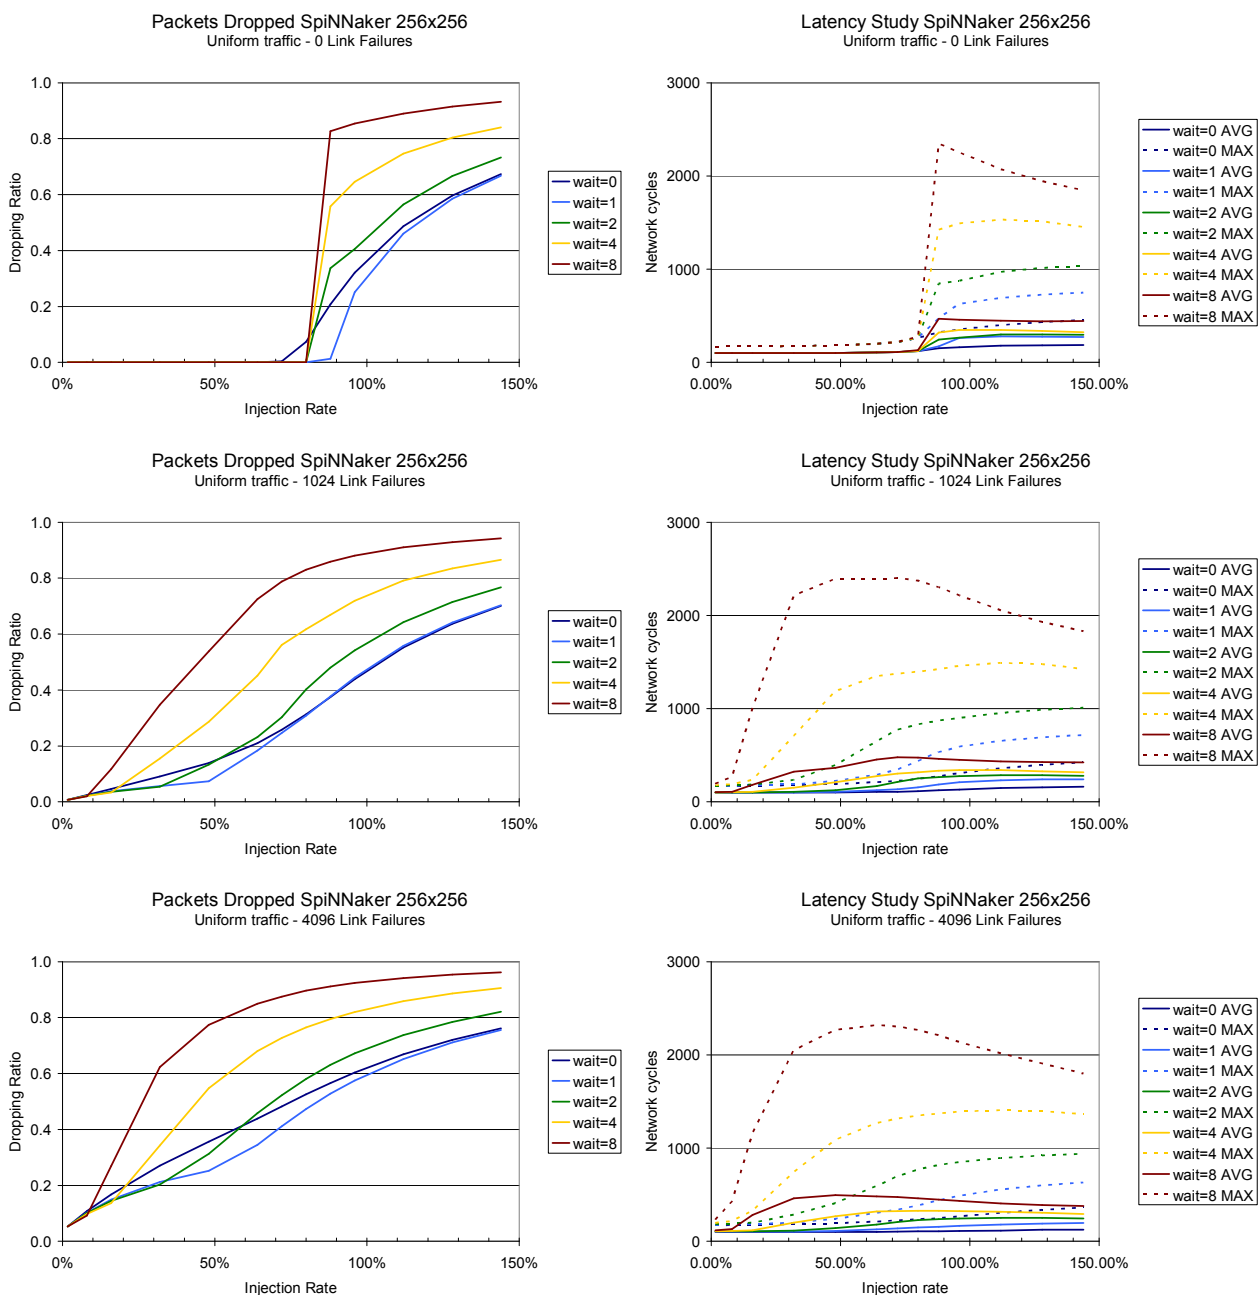 Packets Dropped SpiNNaker 256x256
Uniform traffic - 0 Link Failures
1.0
0.8
0.6
0.4
0.2
0.0
Dropping Ratio
0%
50%
100%
150%
Injection Rate
wait=0
wait=1
wait=2
wait=4
wait=8
Latency Study SpiNNaker 256x256
Uniform traffic - 0 Link Failures
3000
2000
1000
0
Network cycles
0.00%
50.00%
100.00%
150.00%
Injection rate
wait=0 AVG
wait=0 MAX
wait=1 AVG
wait=1 MAX
wait=2 AVG
wait=2 MAX
wait=4 AVG
wait=4 MAX
wait=8 AVG
wait=8 MAX
Packets Dropped SpiNNaker 256x256
Uniform traffic - 1024 Link Failures
1.0
0.8
0.6
0.4
0.2
0.0
Dropping Ratio
0%
50%
100%
150%
Injection Rate
wait=0
wait=1
wait=2
wait=4
wait=8
Latency Study SpiNNaker 256x256
Uniform traffic - 1024 Link Failures
3000
2000
1000
0
Network cycles
0.00%
50.00%
100.00%
150.00%
Injection rate
wait=0 AVG
wait=0 MAX
wait=1 AVG
wait=1 MAX
wait=2 AVG
wait=2 MAX
wait=4 AVG
wait=4 MAX
wait=8 AVG
wait=8 MAX
Packets Dropped SpiNNaker 256x256
Uniform traffic - 4096 Link Failures
1.0
0.8
0.6
0.4
0.2
0.0
Dropping Ratio
0%
50%
100%
150%
Injection Rate
wait=0
wait=1
wait=2
wait=4
wait=8
Latency Study SpiNNaker 256x256
Uniform traffic - 4096 Link Failures
3000
2000
1000
0
Network cycles
0.00%
50.00%
100.00%
150.00%
Injection rate
wait=0 AVG
wait=0 MAX
wait=1 AVG
wait=1 MAX
wait=2 AVG
wait=2 MAX
wait=4 AVG
wait=4 MAX
wait=8 AVG
wait=8 MAX